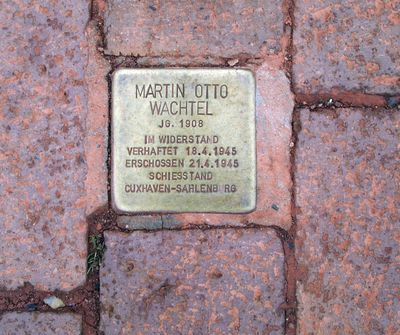 MARTIN OTTO
WACHTEL
JG. 1908
IM WIDERSTAND
VERHAFTET 18.4.1945
ERSCHOSSEN 21.4.1945
SCHIESSTAND
CUXHAVEN-SAHLENBURG